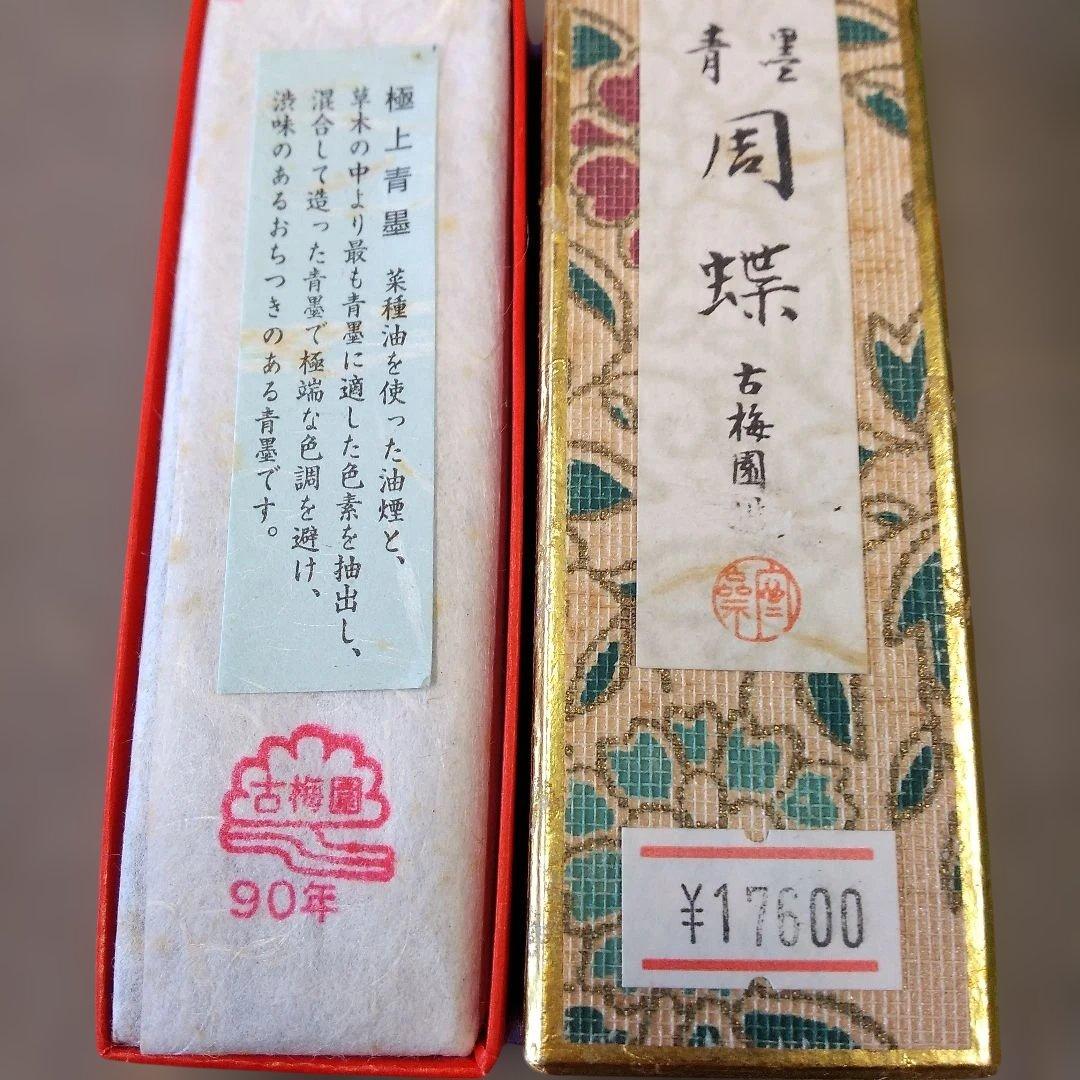 極上青墨 菜種油を使った油煙と、
草木の中より最も青墨に適した色素を抽出し、
混合して造った青墨で極端な色調を避け、
渋味のあるおちつきのある青墨です。
古梅園
90年
青墨
周蝶
古梅園
¥17600